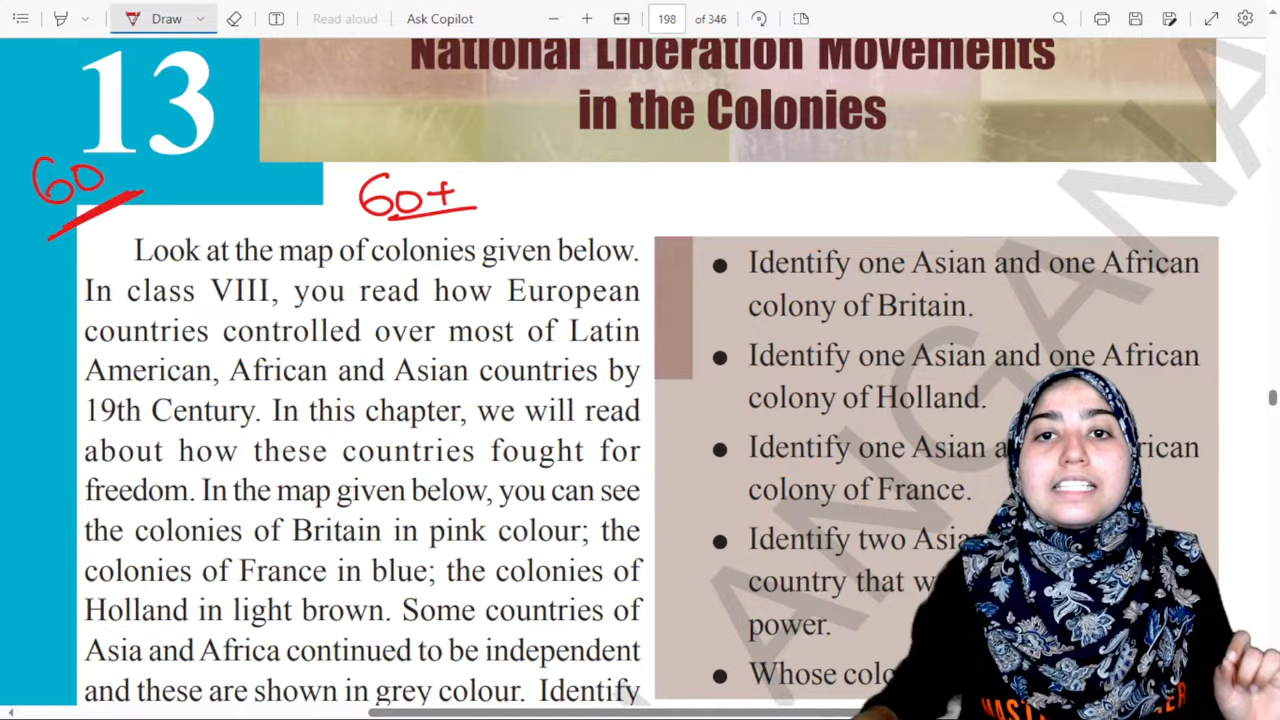 Draw
Read aloud
Ask Copilot
198
of 346
13
National Liberation Movements
in the Colonies
60
60+
Look at the map of colonies given below.
In class VIII, you read how European
countries controlled over most of Latin
American, African and Asian countries by
19th Century. In this chapter, we will read
about how these countries fought for
freedom. In the map given below, you can see
the colonies of Britain in pink colour; the
colonies of France in blue; the colonies of
Holland in light brown. Some countries of
Asia and Africa continued to be independent
and these are shown in grey colour. Identify
● Identify one Asian and one African
colony of Britain.
● Identify one Asian and one African
colony of Holland.
● Identify one Asian a rican
colony of France.
● Identify two Asia
country that w
power.
● Whose colo
ANGANA